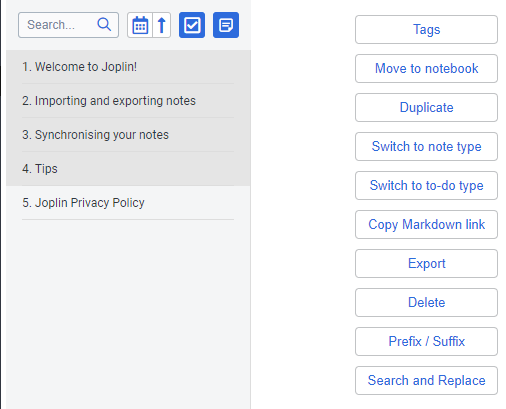 Search...
1. Welcome to Joplin!
2. Importing and exporting notes
3. Synchronising your notes
4. Tips
5. Joplin Privacy Policy
Tags
Move to notebook
Duplicate
Switch to note type
Switch to to-do type
Copy Markdown link
Export
Delete
Prefix / Suffix
Search and Replace